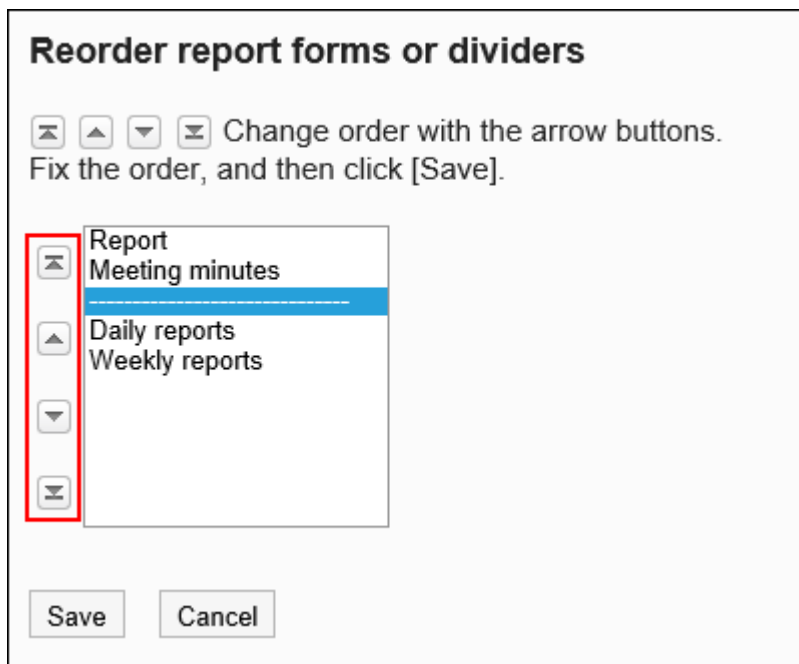 Reorder report forms or dividers
Change order with the arrow buttons.
Fix the order, and then click [Save].
Report
Meeting minutes
------------------------------
Daily reports
Weekly reports
Save
Cancel